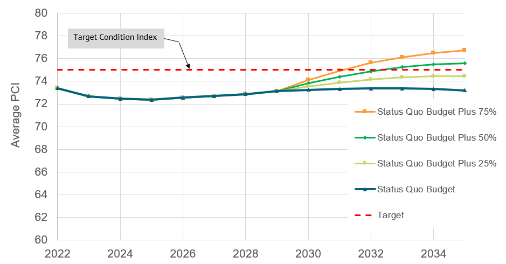 80
78
76
74
72
70
68
66
64
62
60
Average PCI
Target Condition Index
Status Quo Budget Plus 75%
Status Quo Budget Plus 50%
Status Quo Budget Plus 25%
Status Quo Budget
Target
2022 2024 2026 2028 2030 2032 2034